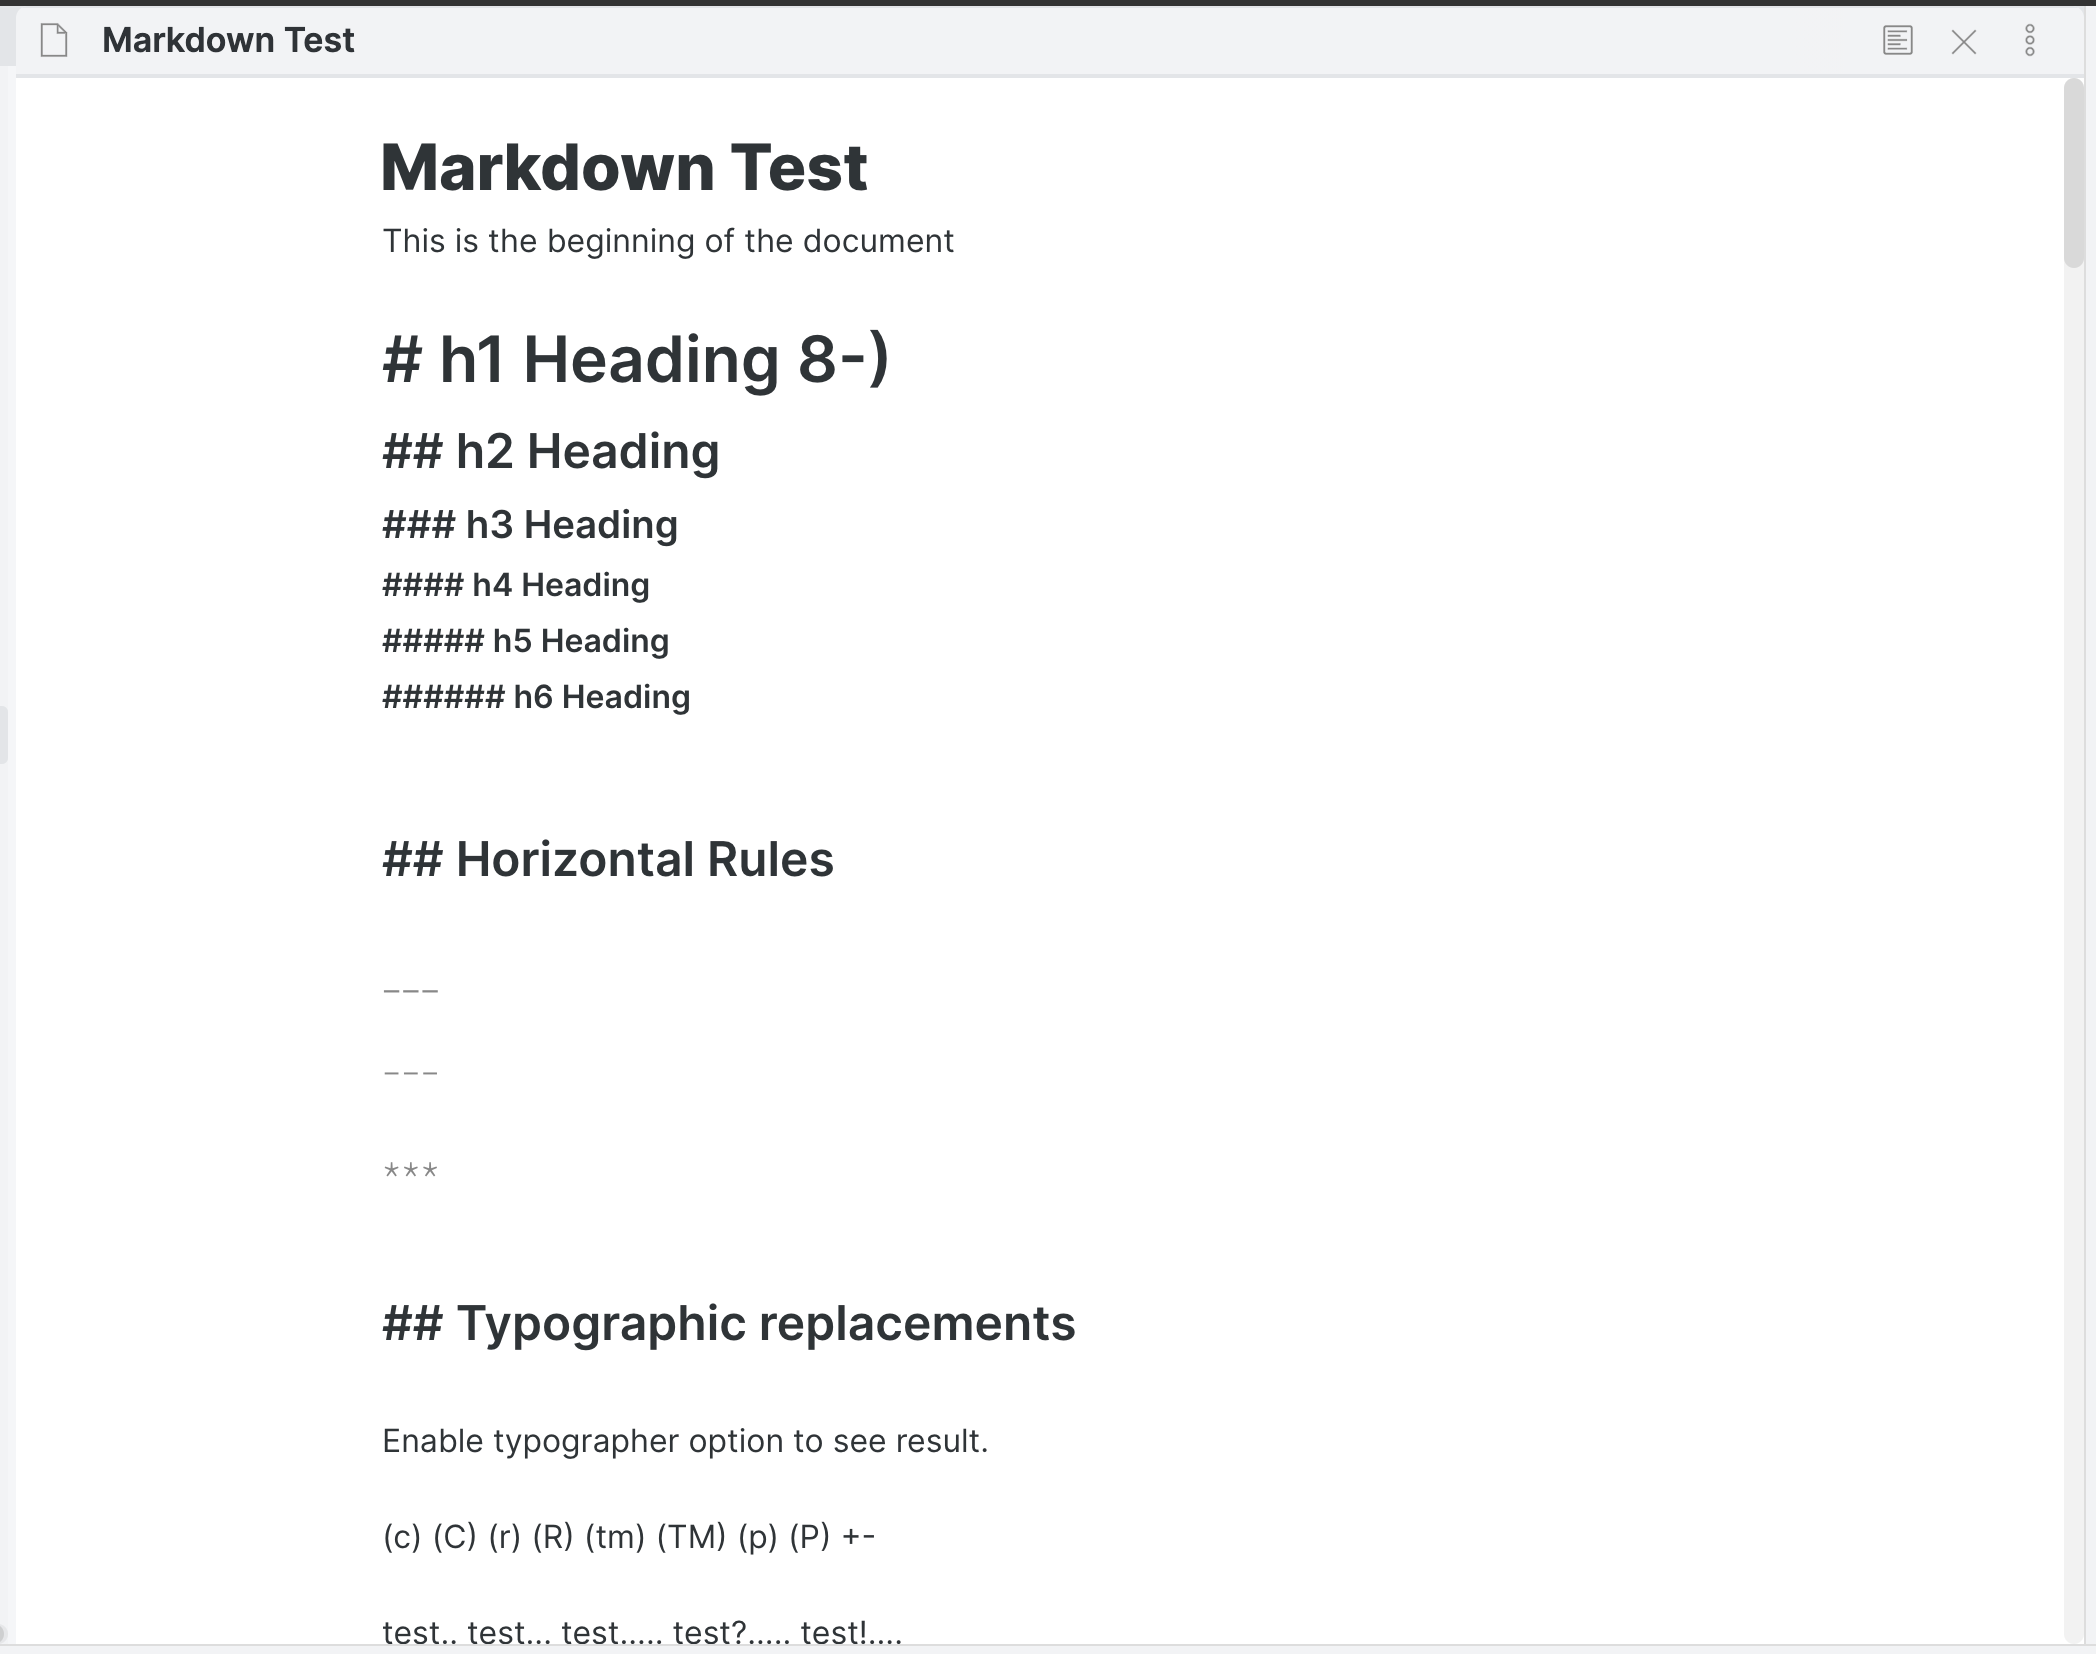 Markdown Test
Markdown Test
This is the beginning of the document
# h1 Heading 8-)
## h2 Heading
### h3 Heading
#### h4 Heading
##### h5 Heading
###### h6 Heading
## Horizontal Rules
___
---
***
## Typographic replacements
Enable typographer option to see result.
(c) (C) (r) (R) (tm) (TM) (p) (P) +-
test.. test... test..... test?..... test!....